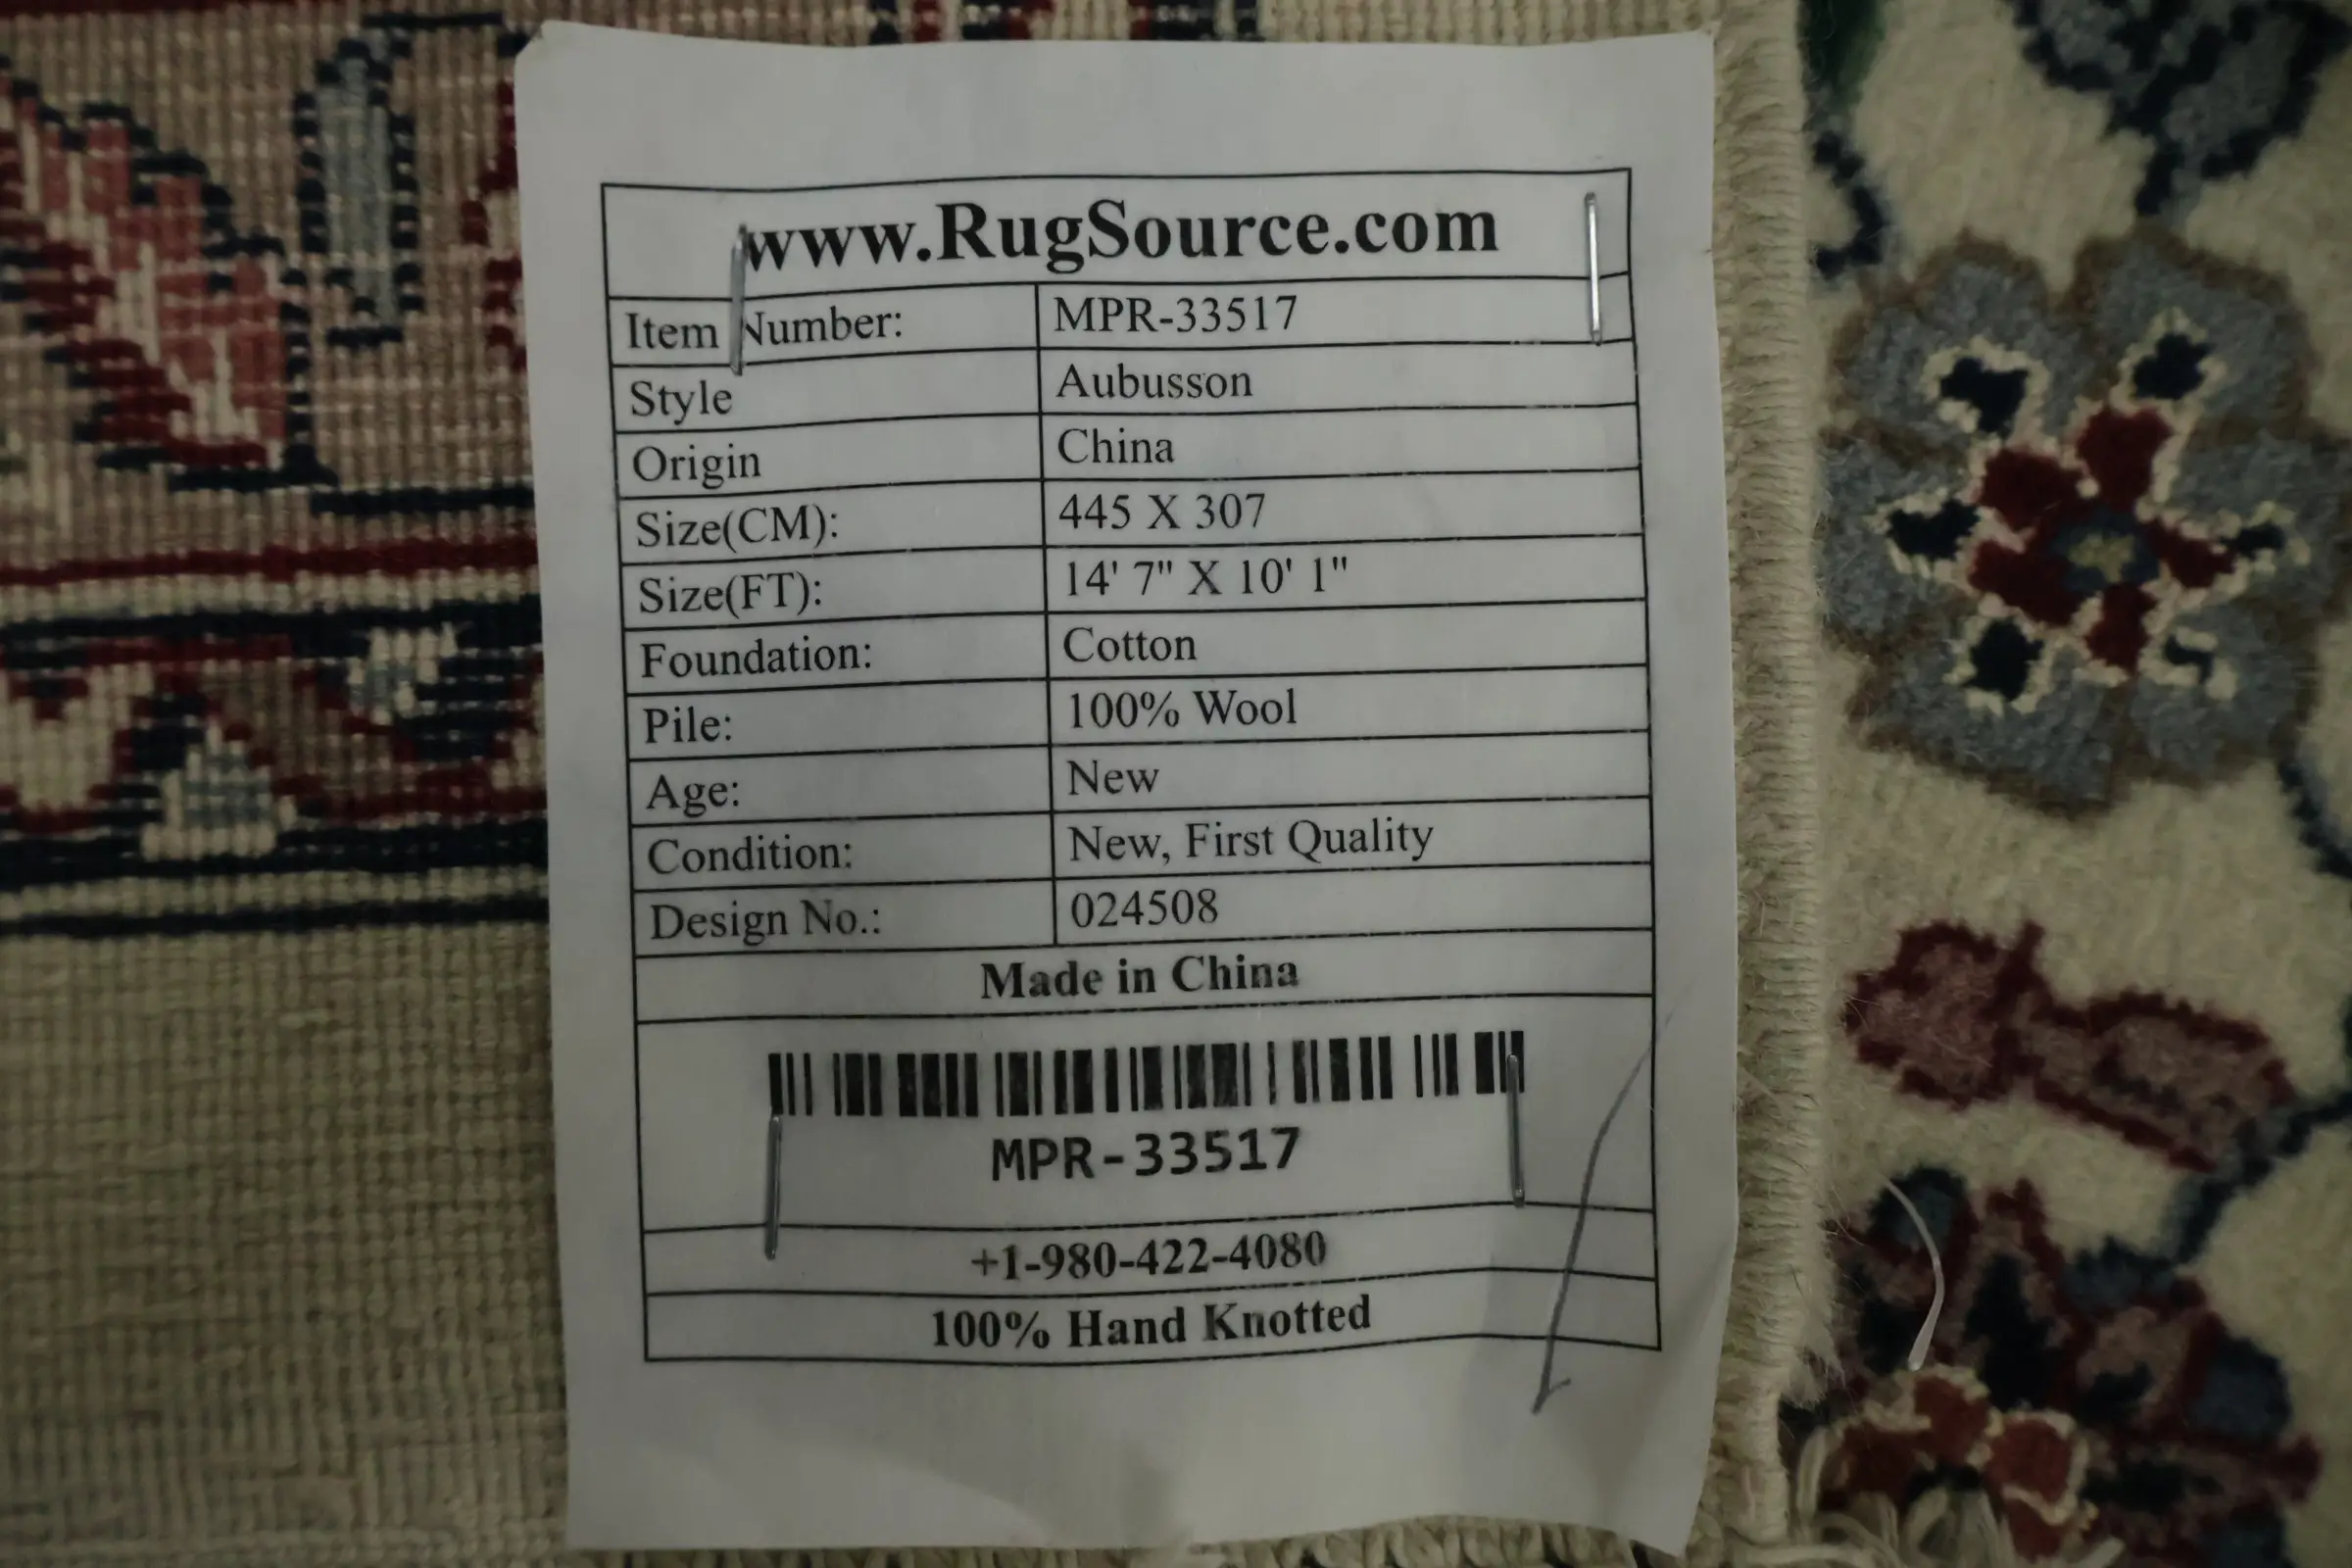 www.RugSource.com
Item Number: MPR-33517
Style Aubusson
Origin China
Size(CM): 445 X 307
Size(FT): 14' 7" X 10' 1"
Foundation: Cotton
Pile: 100% Wool
Age: New
Condition: New, First Quality
Design No.: 024508
Made in China
MPR-33517
+1-980-422-4080
100% Hand Knotted